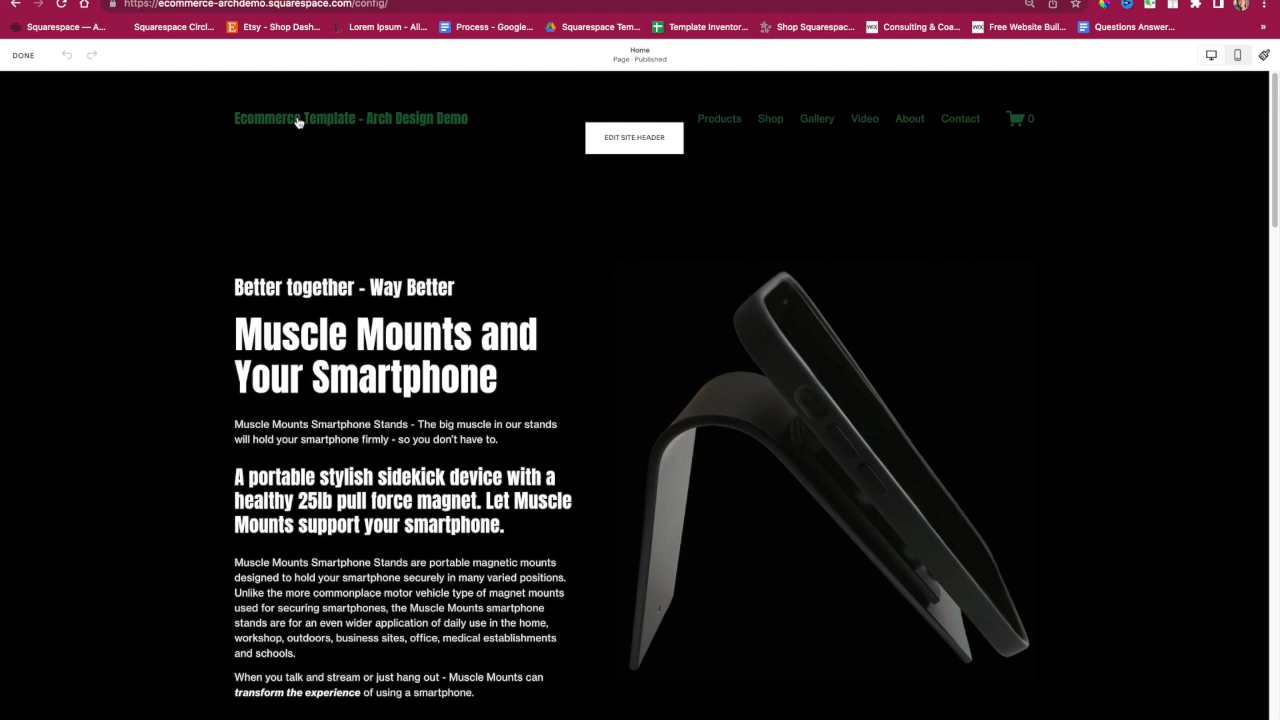 https://ecommerce-archdemo.squarespace.com/config/
Squarespace — A...
Squarespace Circl...
Etsy - Shop Dash...
Lorem Ipsum - All...
Process - Google...
Squarespace Tem...
Template Inventor...
Shop Squarespac...
Consulting & Coa...
Free Website Buil...
Questions Answer...
»
DONE
Home
Page · Published
Ecommerce Template - Arch Design Demo
EDIT SITE HEADER
Products
Shop
Gallery
Video
About
Contact
0
Better together - Way Better
Muscle Mounts and
Your Smartphone
Muscle Mounts Smartphone Stands - The big muscle in our stands
will hold your smartphone firmly - so you don't have to.
A portable stylish sidekick device with a
healthy 25lb pull force magnet. Let Muscle
Mounts support your smartphone.
Muscle Mounts Smartphone Stands are portable magnetic mounts
designed to hold your smartphone securely in many varied positions.
Unlike the more commonplace motor vehicle type of magnet mounts
used for securing smartphones, the Muscle Mounts smartphone
stands are for an even wider application of daily use in the home,
workshop, outdoors, business sites, office, medical establishments
and schools.
When you talk and stream or just hang out - Muscle Mounts can
transform the experience of using a smartphone.